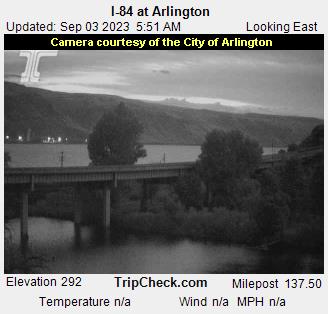 I-84 at Arlington
Updated: Sep 03 2023 5:51 AM Looking East
Camera courtesy of the City of Arlington
Elevation 292 TripCheck.com Milepost 137.50
Temperature n/a Wind n/a MPH n/a